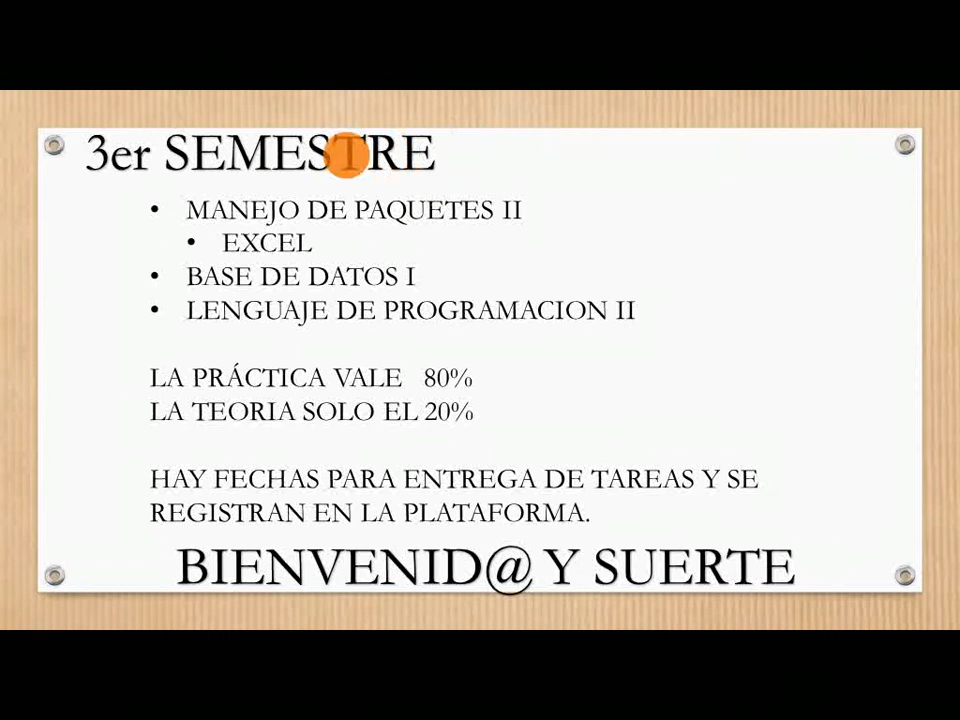 3er SEMESTRE
• MANEJO DE PAQUETES II
• EXCEL
• BASE DE DATOS I
• LENGUAJE DE PROGRAMACION II
LA PRÁCTICA VALE 80%
LA TEORIA SOLO EL 20%
HAY FECHAS PARA ENTREGA DE TAREAS Y SE
REGISTRAN EN LA PLATAFORMA.
BIENVENID@ Y SUERTE